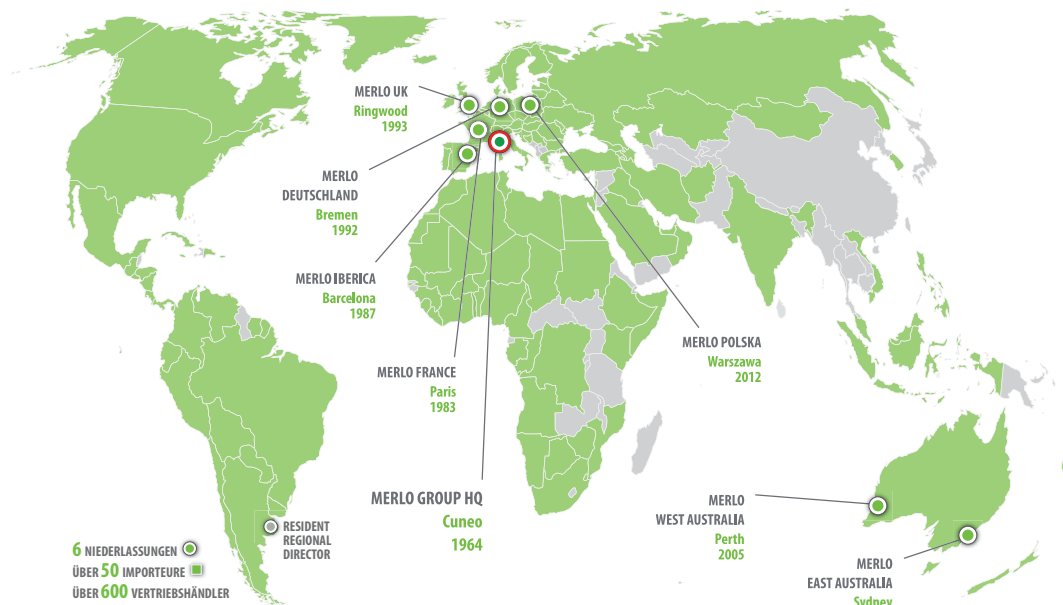 MERLO UK
Ringwood
1993
MERLO
DEUTSCHLAND
Bremen
1992
MERLO IBERICA
Barcelona
1987
MERLO FRANCE
Paris
1983
MERLO GROUP HQ
Cuneo
1964
MERLO POLSKA
Warszawa
2012
MERLO
WEST AUSTRALIA
Perth
2005
MERLO
EAST AUSTRALIA
Sydney
RESIDENT
REGIONAL
DIRECTOR
6 NIEDERLASSUNGEN
ÜBER 50 IMPORTEURE
ÜBER 600 VERTRIEBSHÄNDLER